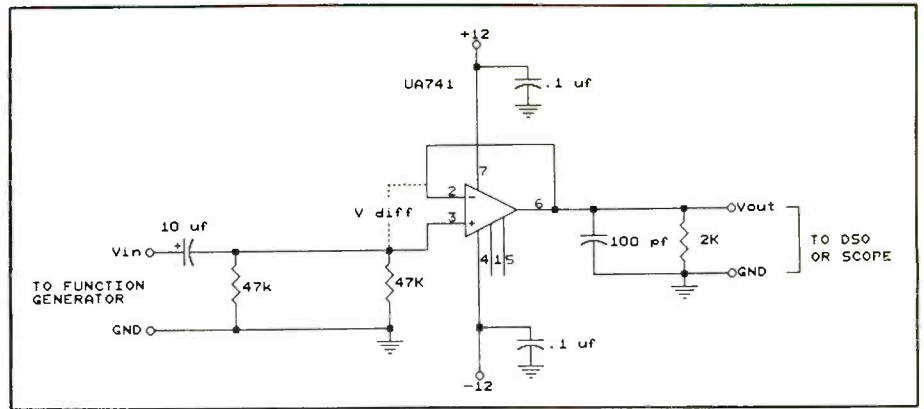 +12
UA741
.1 uf
7
2
-
V diff
3
+
6
10 uf
Vin
+
47k
47K
4
1
5
100 pf
2K
Vout
TO DSO
OR SCOPE
GND
TO FUNCTION
GENERATOR
GND
.1 uf
-12